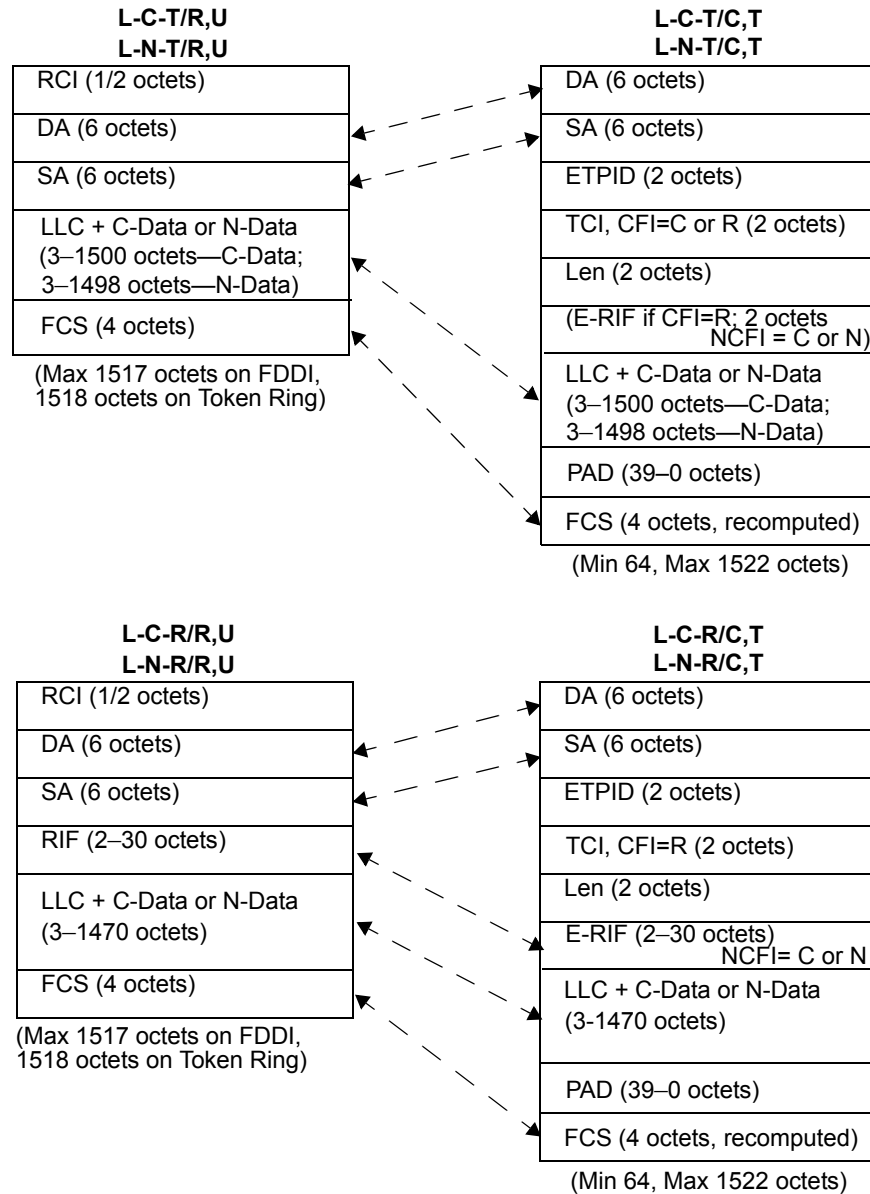 L-C-T/R,U
L-N-T/R,U
RCI (1/2 octets)
DA (6 octets)
SA (6 octets)
LLC + C-Data or N-Data
(3–1500 octets—C-Data;
3–1498 octets—N-Data)
FCS (4 octets)
(Max 1517 octets on FDDI,
1518 octets on Token Ring)
L-C-T/C,T
L-N-T/C,T
DA (6 octets)
SA (6 octets)
ETPID (2 octets)
TCI, CFI=C or R (2 octets)
Len (2 octets)
(E-RIF if CFI=R; 2 octets
NCFI = C or N)
LLC + C-Data or N-Data
(3–1500 octets—C-Data;
3–1498 octets—N-Data)
PAD (39–0 octets)
FCS (4 octets, recomputed)
(Min 64, Max 1522 octets)
L-C-R/R,U
L-N-R/R,U
RCI (1/2 octets)
DA (6 octets)
SA (6 octets)
RIF (2–30 octets)
LLC + C-Data or N-Data
(3–1470 octets)
FCS (4 octets)
(Max 1517 octets on FDDI,
1518 octets on Token Ring)
L-C-R/C,T
L-N-R/C,T
DA (6 octets)
SA (6 octets)
ETPID (2 octets)
TCI, CFI=R (2 octets)
Len (2 octets)
E-RIF (2–30 octets)
NCFI= C or N
LLC + C-Data or N-Data
(3-1470 octets)
PAD (39–0 octets)
FCS (4 octets, recomputed)
(Min 64, Max 1522 octets)